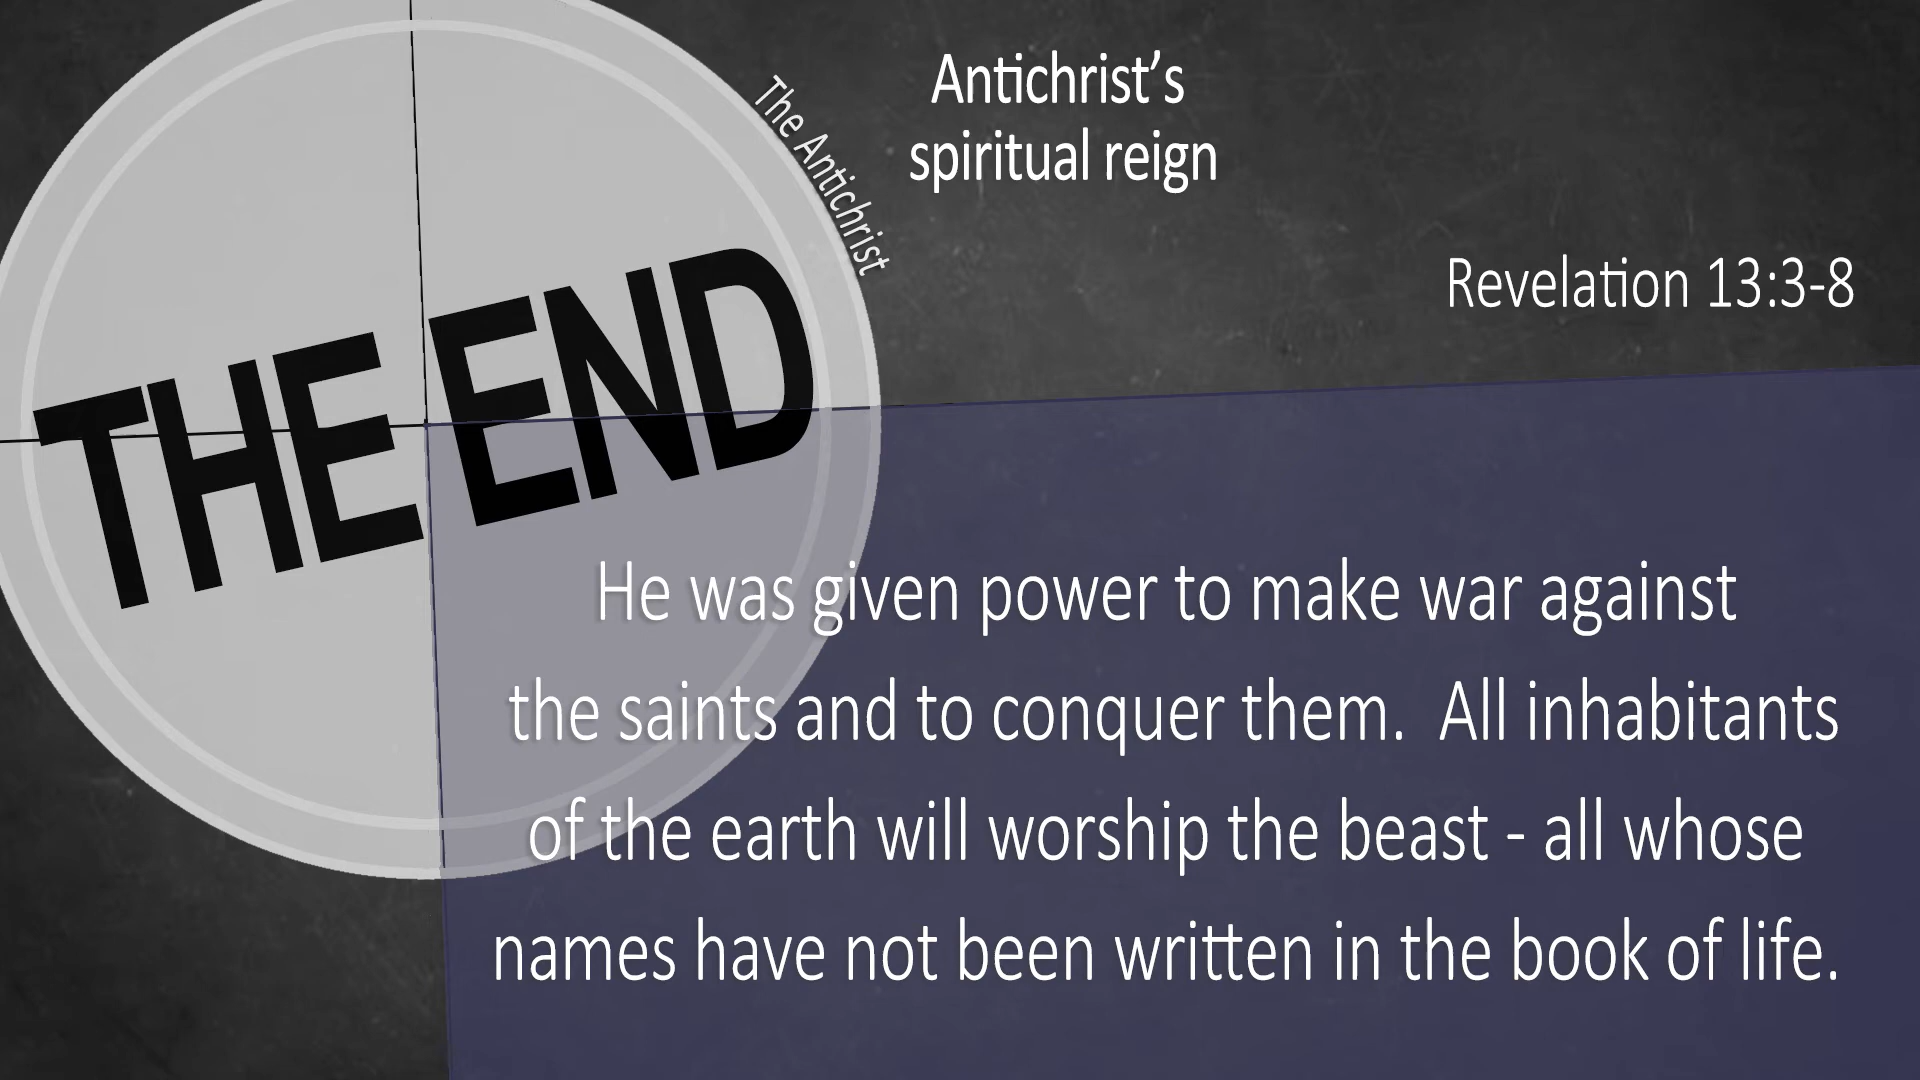 The Antichrist
Antichrist’s
spiritual reign
Revelation 13:3-8
THE END
He was given power to make war against
the saints and to conquer them.  All inhabitants
of the earth will worship the beast - all whose
names have not been written in the book of life.